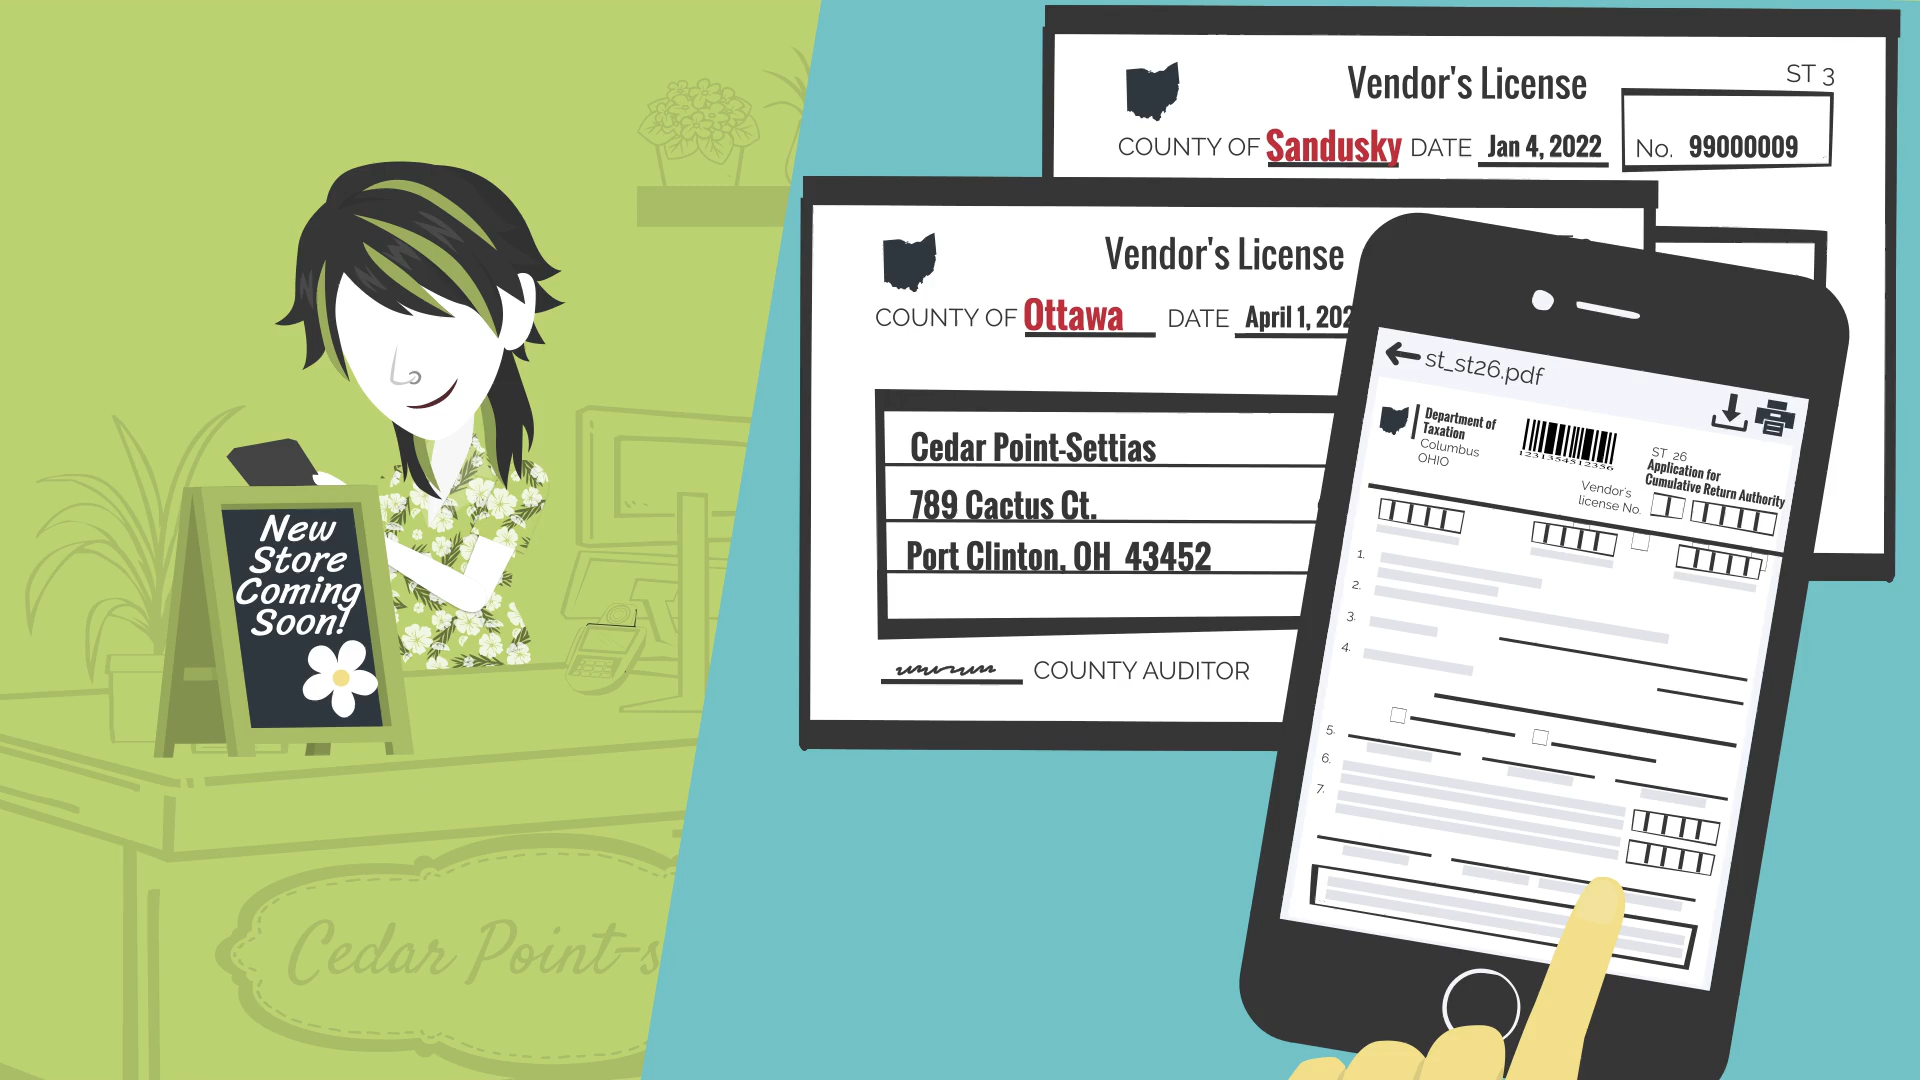 New
Store
Coming
Soon!
Cedar Point-s
ST 3
Vendor's License
COUNTY OF Sandusky DATE Jan 4, 2022
No. 99000009
Vendor's License
COUNTY OF Ottawa DATE April 1, 202
Cedar Point-Settias
789 Cactus Ct.
Port Clinton, OH 43452
COUNTY AUDITOR
st_st26.pdf
Department of
Taxation
Columbus
OHIO
1231354512356
ST 26
Application for
Cumulative Return Authority
Vendor's
license No.
1.
2.
3.
4.
5.
6.
7.